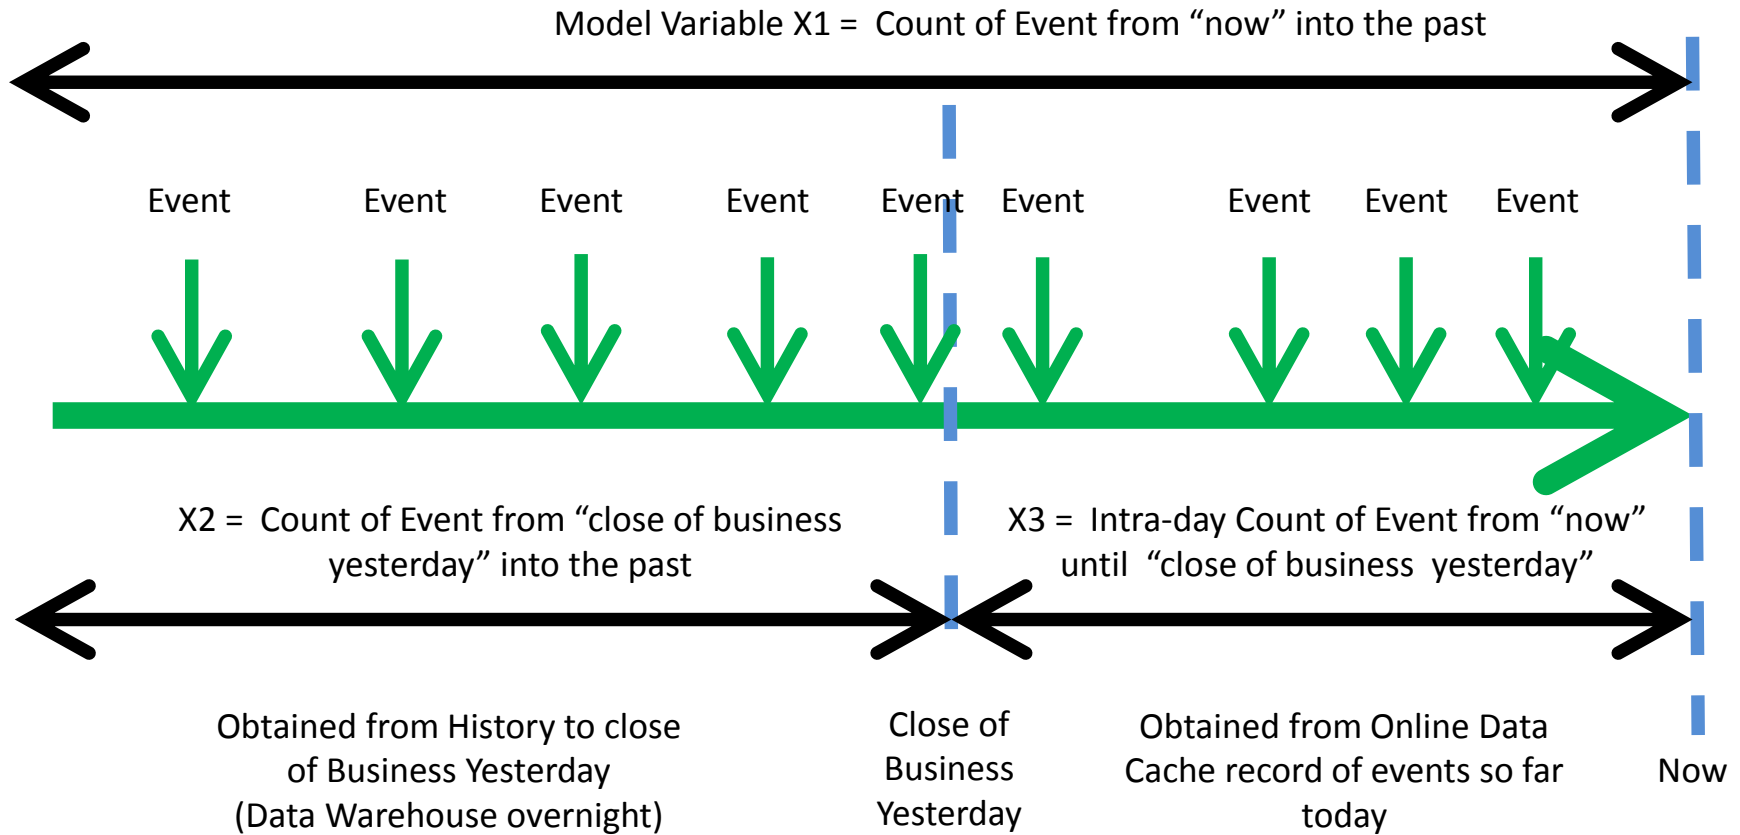 Model Variable X1 = Count of Event from “now” into the past
Event Event Event Event Event Event Event Event Event
X2 = Count of Event from “close of business
yesterday” into the past
X3 = Intra-day Count of Event from “now”
until “close of business yesterday”
Obtained from History to close
of Business Yesterday
(Data Warehouse overnight)
Close of
Business
Yesterday
Obtained from Online Data
Cache record of events so far
today
Now